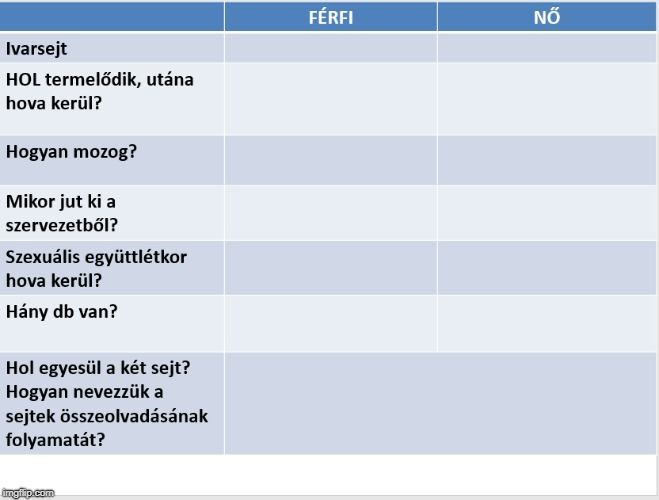 FÉRFI NŐ
Ivarsejt
HOL termelődik, utána
hova kerül?
Hogyan mozog?
Mikor jut ki a
szervezetből?
Szexuális együttlétkor
hova kerül?
Hány db van?
Hol egyesül a két sejt?
Hogyan nevezzük a
sejtek összeolvadásának
folyamatát?
imgflip.com